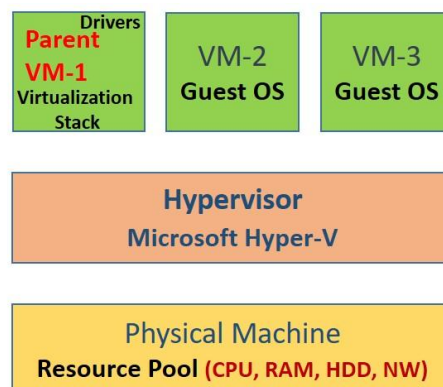 Drivers
Parent
VM-1
Virtualization
Stack
VM-2
Guest OS
VM-3
Guest OS
Hypervisor
Microsoft Hyper-V
Physical Machine
Resource Pool (CPU, RAM, HDD, NW)